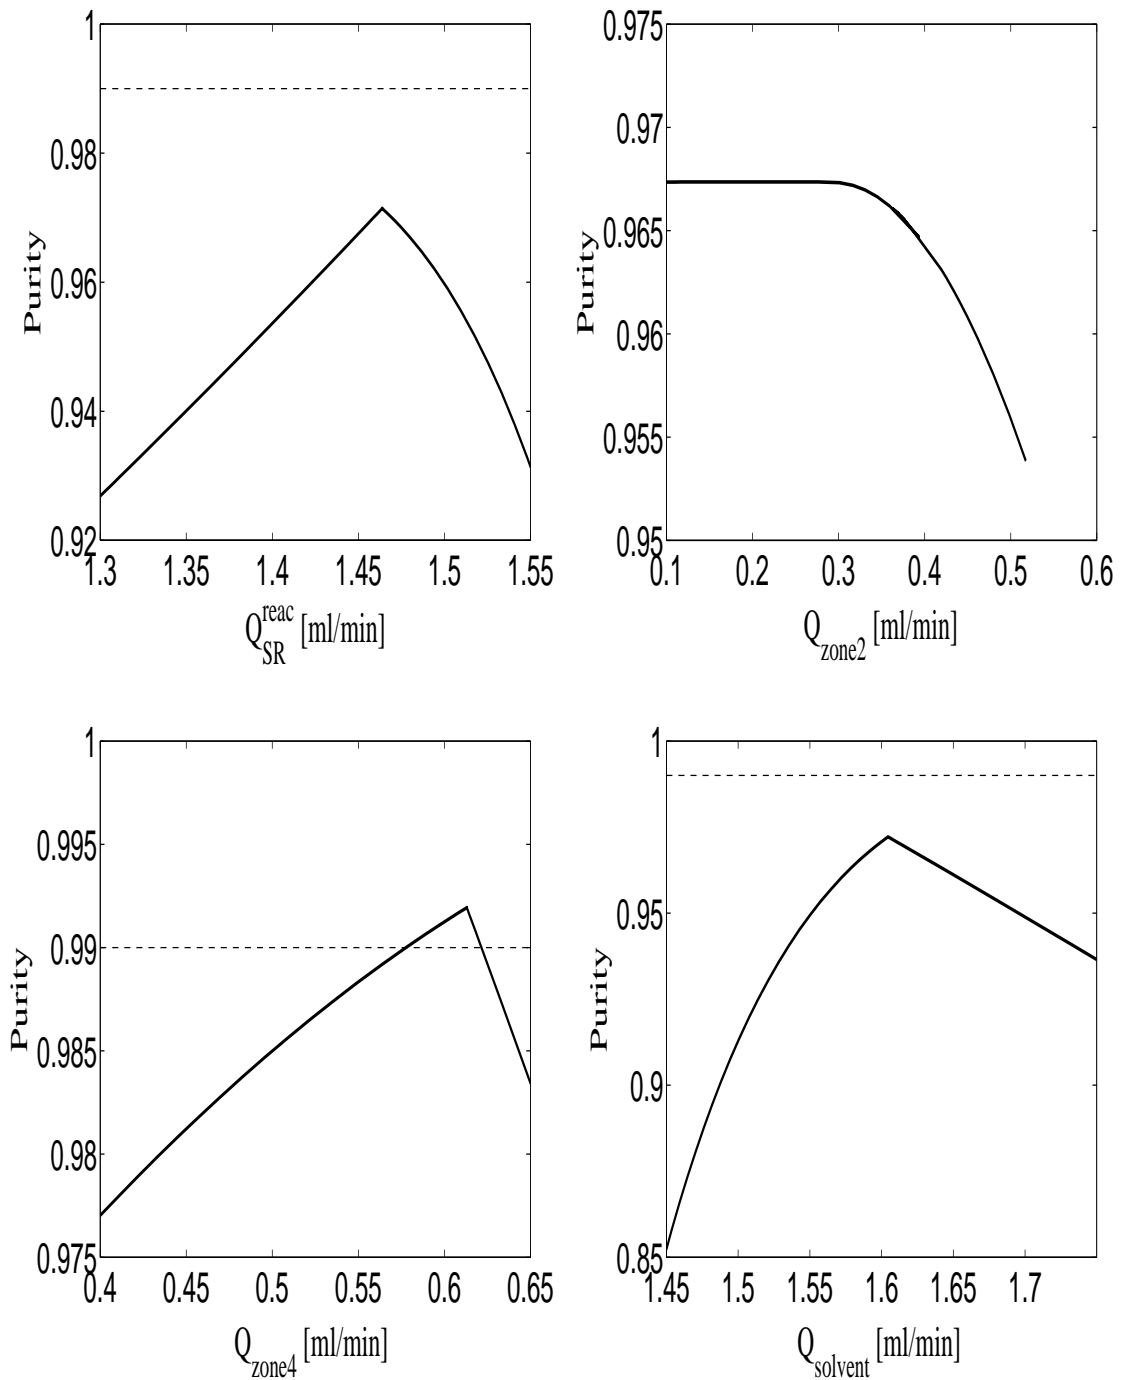 1
0.98
0.96
0.94
0.92
Purity
1.3 1.35 1.4 1.45 1.5 1.55
Q_SR^reac [ml/min]
0.975
0.97
0.965
0.96
0.955
0.95
Purity
0.1 0.2 0.3 0.4 0.5 0.6
Q_zone2 [ml/min]
1
0.995
0.99
0.985
0.98
0.975
Purity
0.4 0.45 0.5 0.55 0.6 0.65
Q_zone4 [ml/min]
1
0.95
0.9
0.85
Purity
1.45 1.5 1.55 1.6 1.65 1.7
Q_solvent [ml/min]